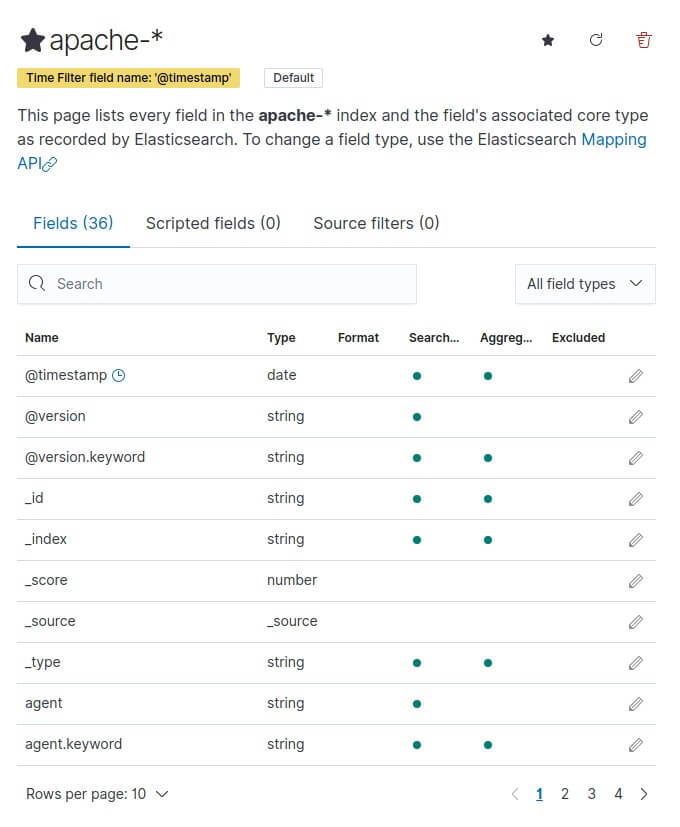 apache-*
Time Filter field name: '@timestamp' Default
This page lists every field in the apache-* index and the field's associated core type
as recorded by Elasticsearch. To change a field type, use the Elasticsearch Mapping
API
Fields (36) Scripted fields (0) Source filters (0)
Search All field types
Name Type Format Search... Aggreg... Excluded
@timestamp date
@version string
@version.keyword string
_id string
_index string
_score number
_source _source
_type string
agent string
agent.keyword string
Rows per page: 10 1 2 3 4